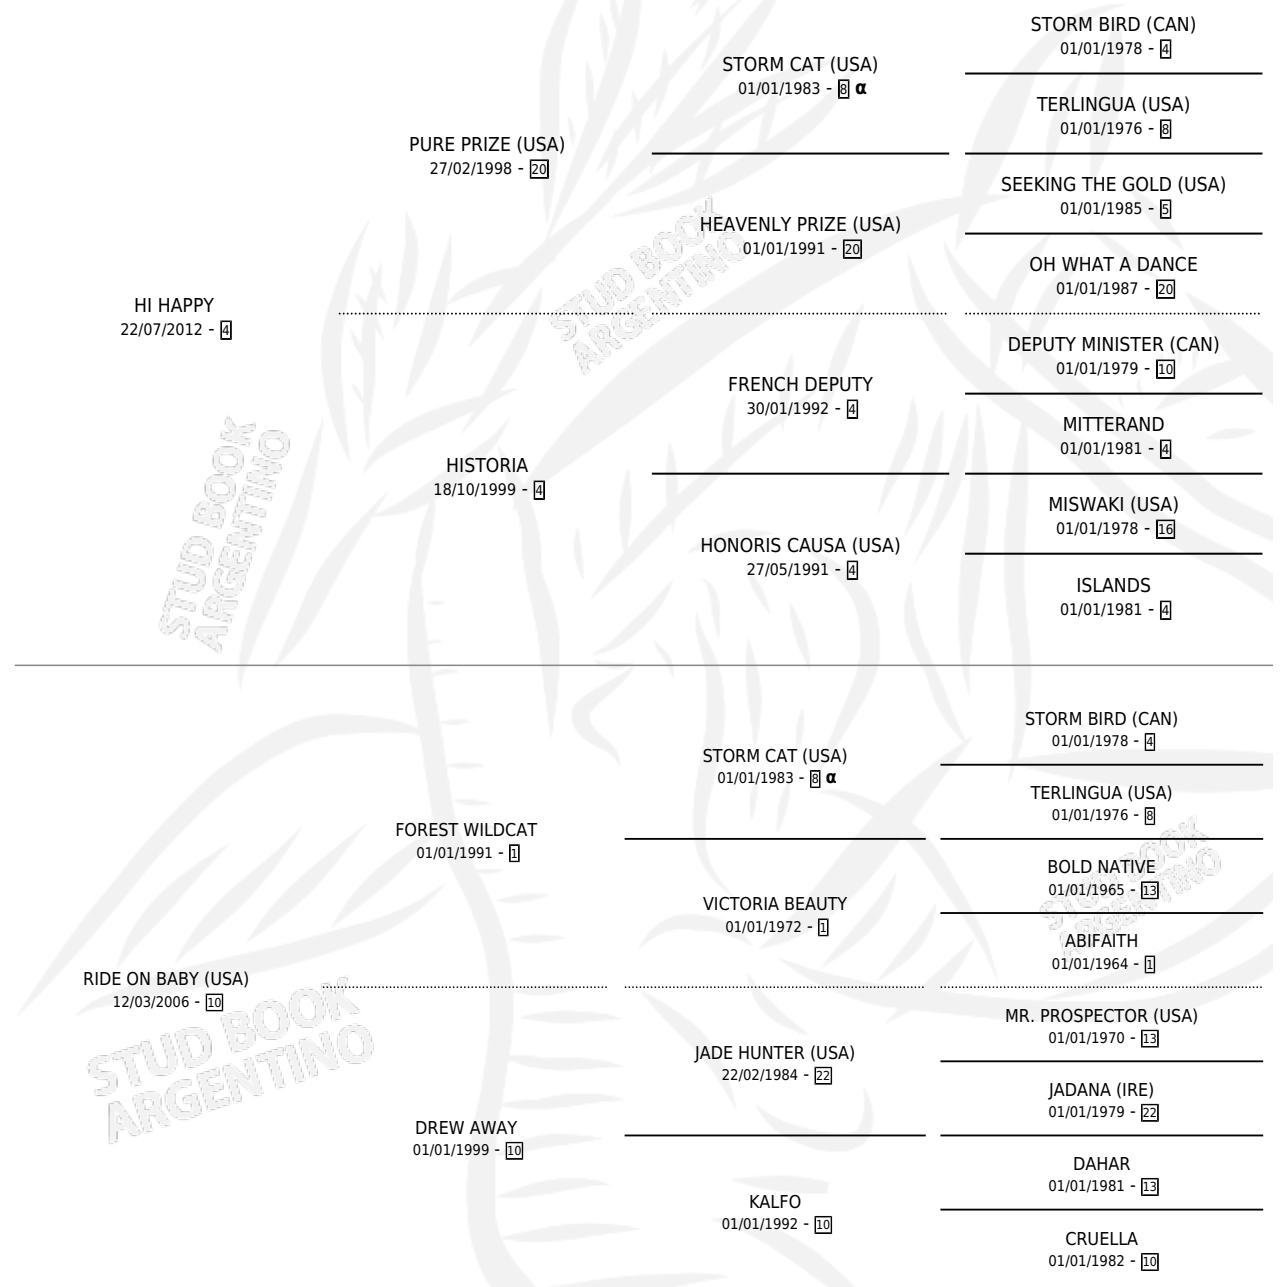 STORM BIRD (CAN)
01/01/1978 - 4
STORM CAT (USA)
01/01/1983 - 8 α
TERLINGUA (USA)
01/01/1976 - 8
PURE PRIZE (USA)
27/02/1998 - 20
SEEKING THE GOLD (USA)
01/01/1985 - 5
HEAVENLY PRIZE (USA)
01/01/1991 - 20
OH WHAT A DANCE
01/01/1987 - 20
HI HAPPY
22/07/2012 - 4
DEPUTY MINISTER (CAN)
01/01/1979 - 10
FRENCH DEPUTY
30/01/1992 - 4
MITTERAND
01/01/1981 - 4
HISTORIA
18/10/1999 - 4
MISWAKI (USA)
01/01/1978 - 16
HONORIS CAUSA (USA)
27/05/1991 - 4
ISLANDS
01/01/1981 - 4
STORM BIRD (CAN)
01/01/1978 - 4
STORM CAT (USA)
01/01/1983 - 8 α
TERLINGUA (USA)
01/01/1976 - 8
FOREST WILDCAT
01/01/1991 - 1
BOLD NATIVE
01/01/1965 - 13
VICTORIA BEAUTY
01/01/1972 - 1
ABIFAITH
01/01/1964 - 1
RIDE ON BABY (USA)
12/03/2006 - 10
MR. PROSPECTOR (USA)
01/01/1970 - 13
JADE HUNTER (USA)
22/02/1984 - 22
JADANA (IRE)
01/01/1979 - 22
DREW AWAY
01/01/1999 - 10
DAHAR
01/01/1981 - 13
KALFO
01/01/1992 - 10
CRUELLA
01/01/1982 - 10
STUD BOOK
ARGENTINO
STUD BOOK
ARGENTINO
STUD BOOK
ARGENTINO
STUD BOOK
ARGENTINO